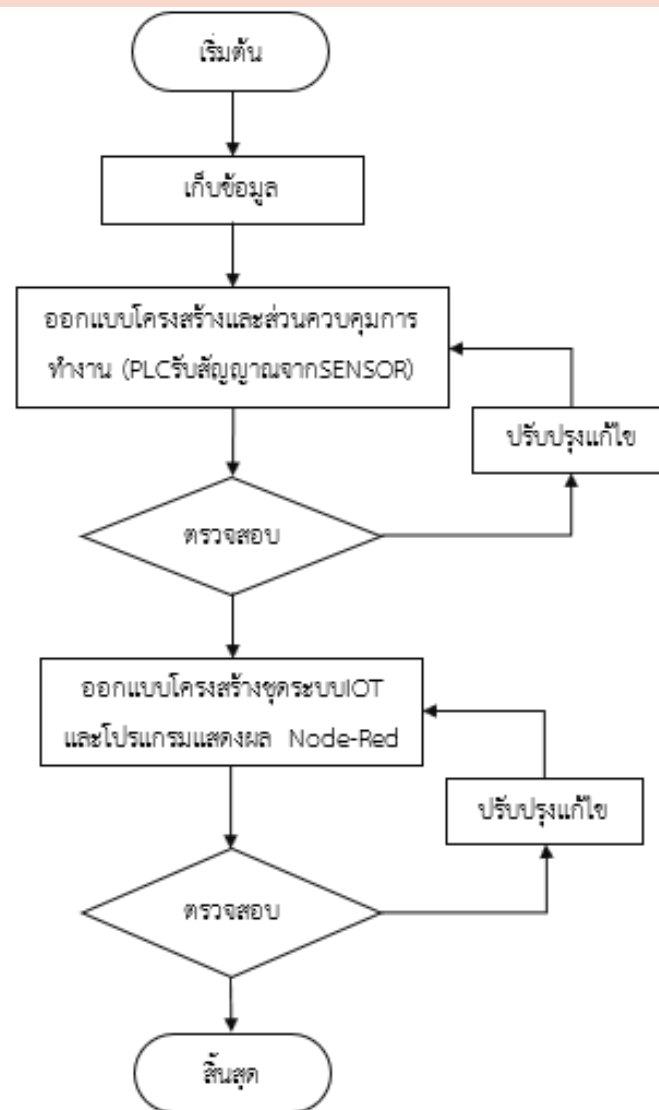 เริ่มต้น
เก็บข้อมูล
ออกแบบโครงสร้างและส่วนควบคุมการ
ทำงาน (PLCรับสัญญาณจากSENSOR)
ปรับปรุงแก้ไข
ตรวจสอบ
ออกแบบโครงสร้างชุดระบบIOT
และโปรแกรมแสดงผล Node-Red
ปรับปรุงแก้ไข
ตรวจสอบ
สิ้นสุด